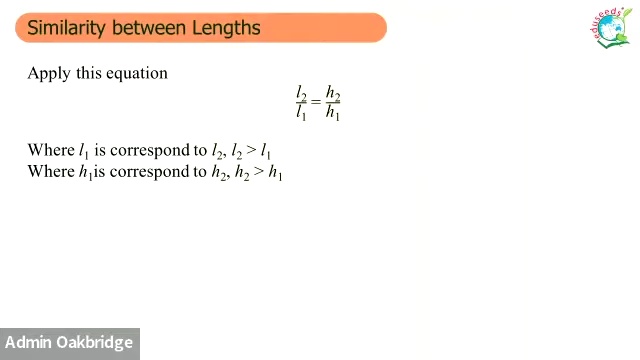 Similarity between Lengths
eduseeds
Apply this equation
l₂/l₁ = h₂/h₁
Where l₁ is correspond to l₂, l₂ > l₁
Where h₁is correspond to h₂, h₂ > h₁
Admin Oakbridge